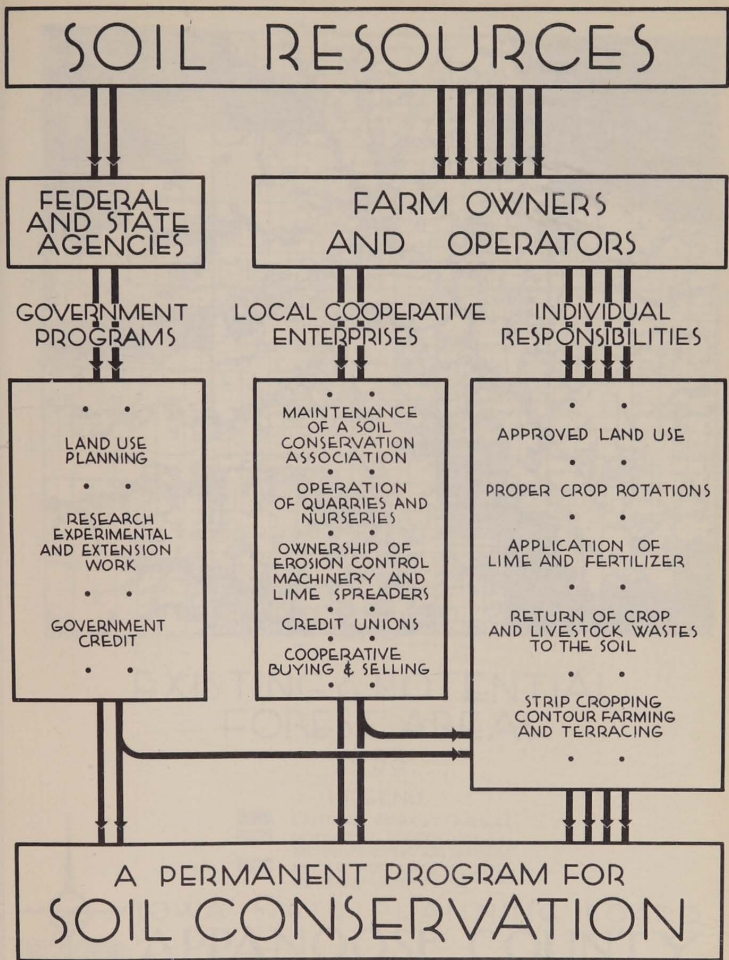 SOIL RESOURCES
FEDERAL
AND STATE
AGENCIES
FARM OWNERS
AND OPERATORS
GOVERNMENT
PROGRAMS
LOCAL COOPERATIVE
ENTERPRISES
INDIVIDUAL
RESPONSIBILITIES
LAND USE
PLANNING
RESEARCH
EXPERIMENTAL
AND EXTENSION
WORK
GOVERNMENT
CREDIT
MAINTENANCE
OF A SOIL
CONSERVATION
ASSOCIATION
OPERATION
OF QUARRIES AND
NURSERIES
OWNERSHIP OF
EROSION CONTROL
MACHINERY AND
LIME SPREADERS
CREDIT UNIONS
COOPERATIVE
BUYING & SELLING
APPROVED LAND USE
PROPER CROP ROTATIONS
APPLICATION OF
LIME AND FERTILIZER
RETURN OF CROP
AND LIVESTOCK WASTES
TO THE SOIL
STRIP CROPPING
CONTOUR FARMING
AND TERRACING
A PERMANENT PROGRAM FOR
SOIL CONSERVATION